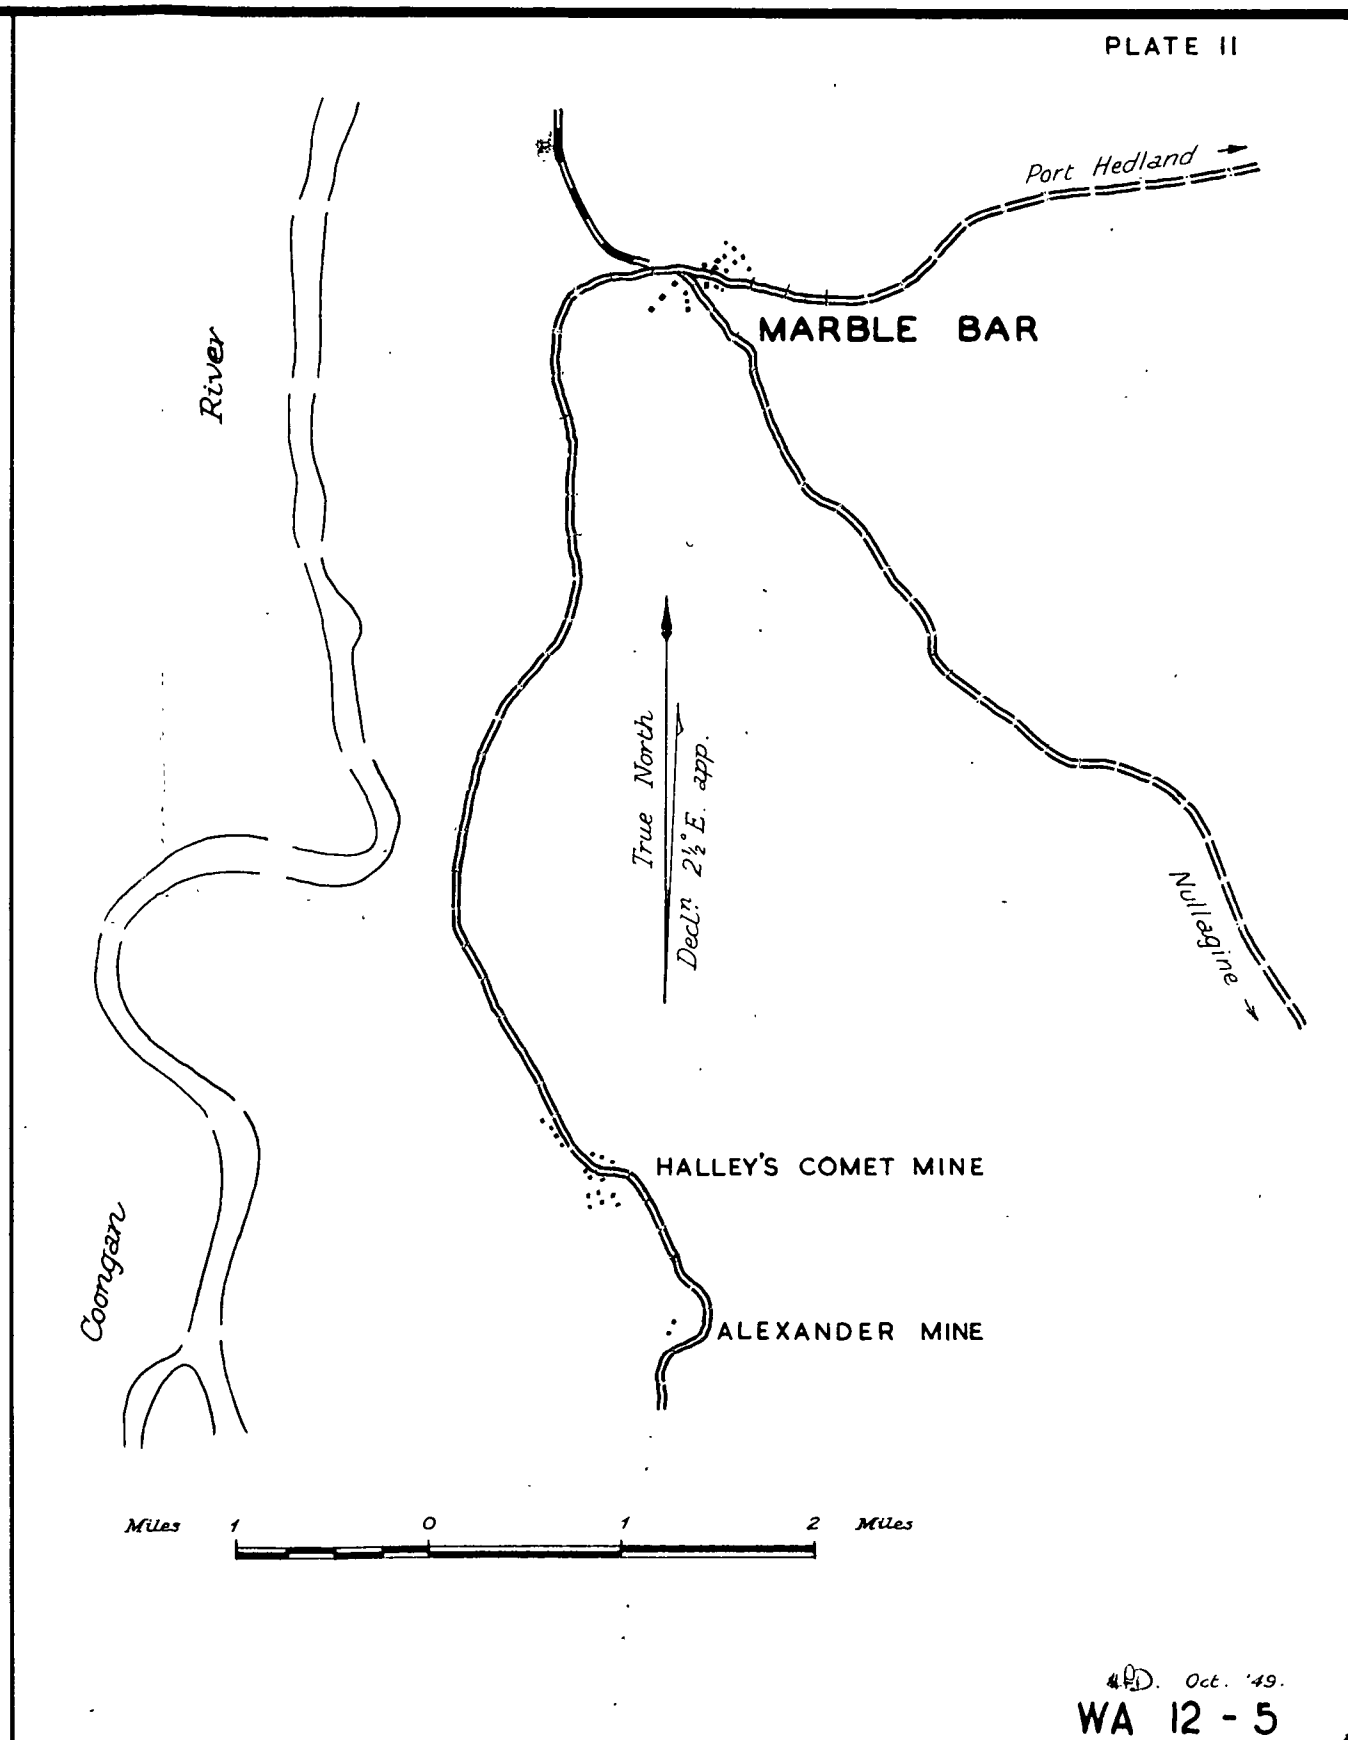 PLATE II
Port Hedland
MARBLE BAR
River
True North
Decl.n 2½° E. app.
Nullagine
HALLEY'S COMET MINE
Coongan
ALEXANDER MINE
Miles 1 0 1 2 Miles
Oct. '49.
WA 12 - 5